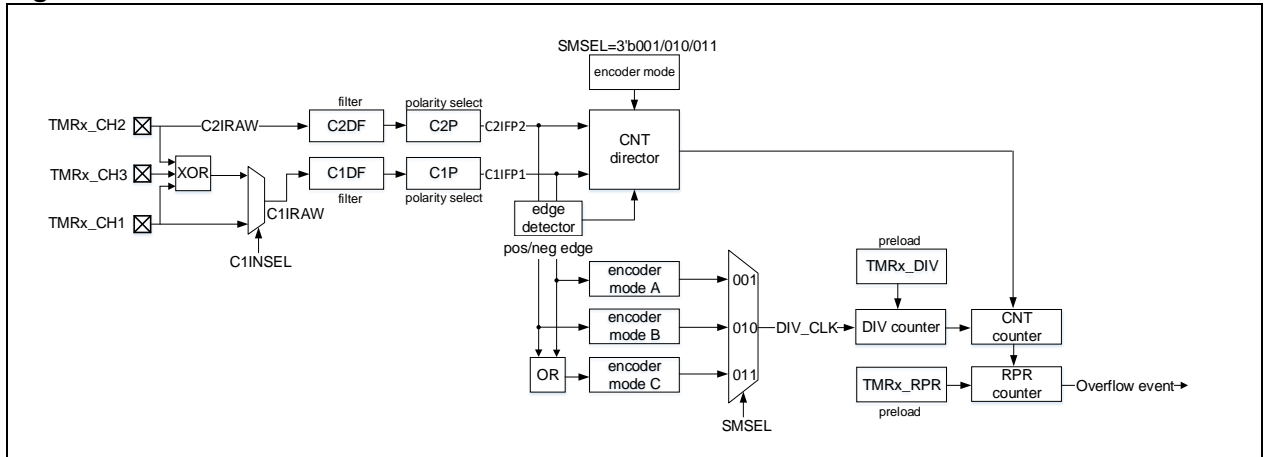 SMSEL=3'b001/010/011
encoder mode
filter
polarity select
TMRx_CH2
C2IRAW
C2DF
C2P
C2IFP2
CNT
director
TMRx_CH3
XOR
C1DF
C1P
C1IFP1
C1IRAW
filter
polarity select
TMRx_CH1
edge
detector
C1INSEL
pos/neg edge
preload
encoder
mode A
001
TMRx_DIV
encoder
mode B
010
DIV_CLK
DIV counter
CNT
counter
OR
encoder
mode C
011
TMRx_RPR
RPR
counter
Overflow event
preload
SMSEL